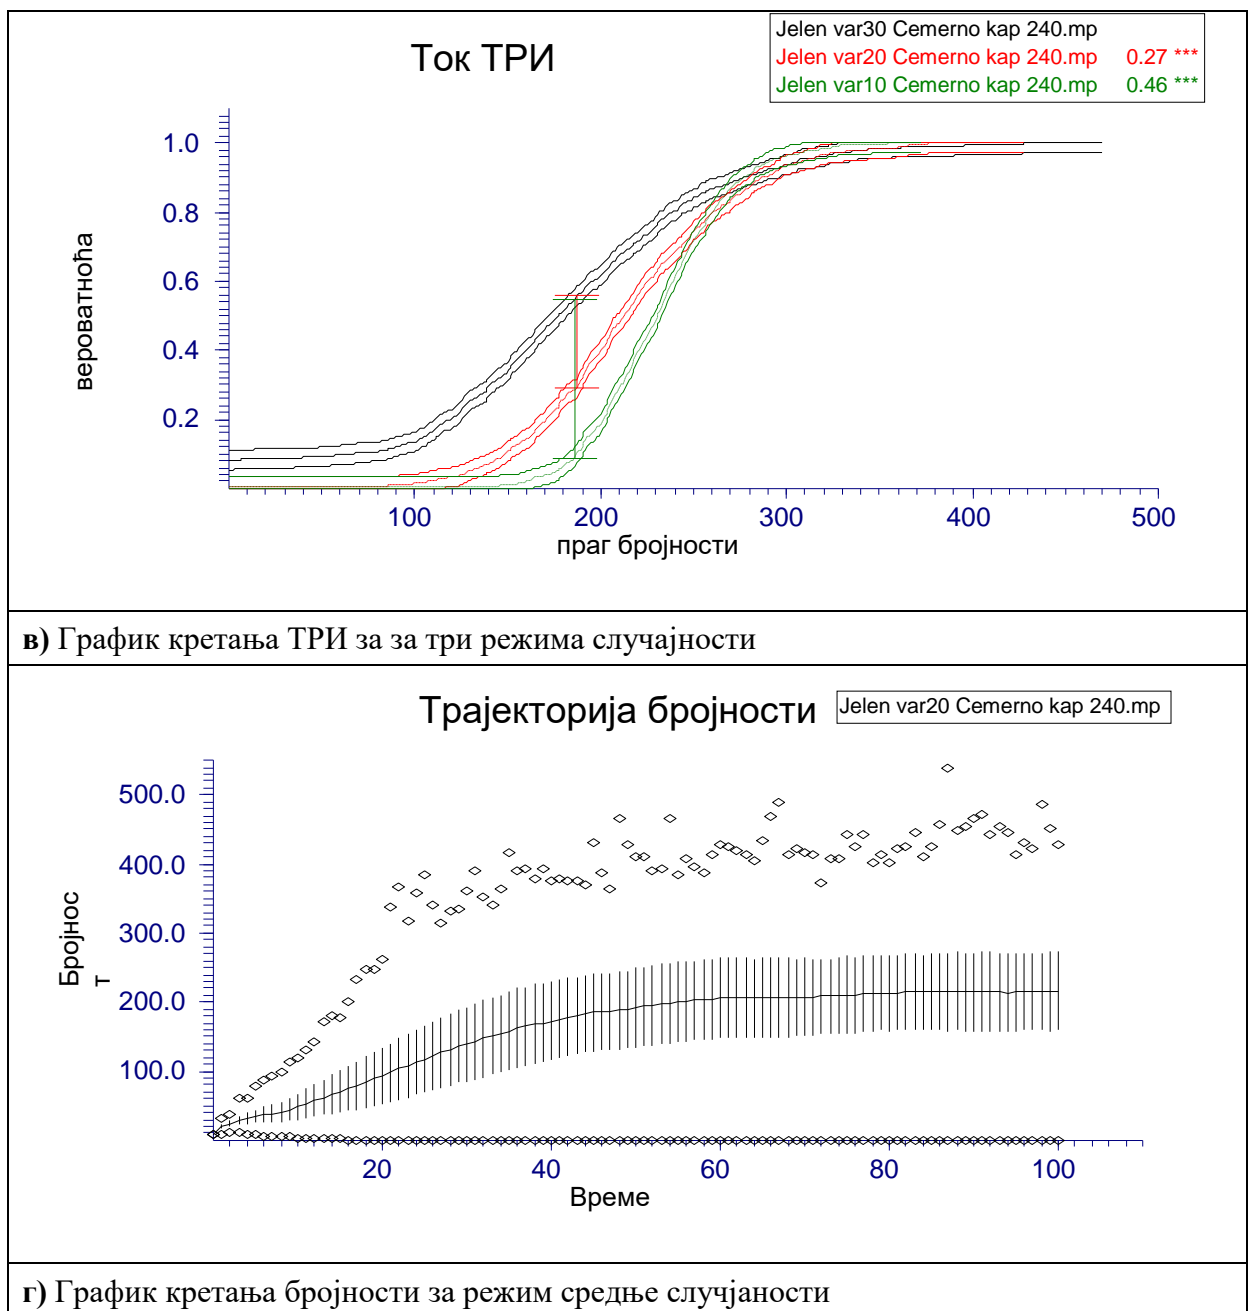 Ток ТРИ
Jelen var30 Cemerno kap 240.mp
Jelen var20 Cemerno kap 240.mp 0.27 ***
Jelen var10 Cemerno kap 240.mp 0.46 ***
1.0
0.8
0.6
0.4
0.2
вероватноћа
100 200 300 400 500
праг бројности
в) График кретања ТРИ за за три режима случајности
Трајекторија бројности
Jelen var20 Cemerno kap 240.mp
500.0
400.0
300.0
200.0
100.0
Бројнос
т
20 40 60 80 100
Време
г) График кретања бројности за режим средње случјаности